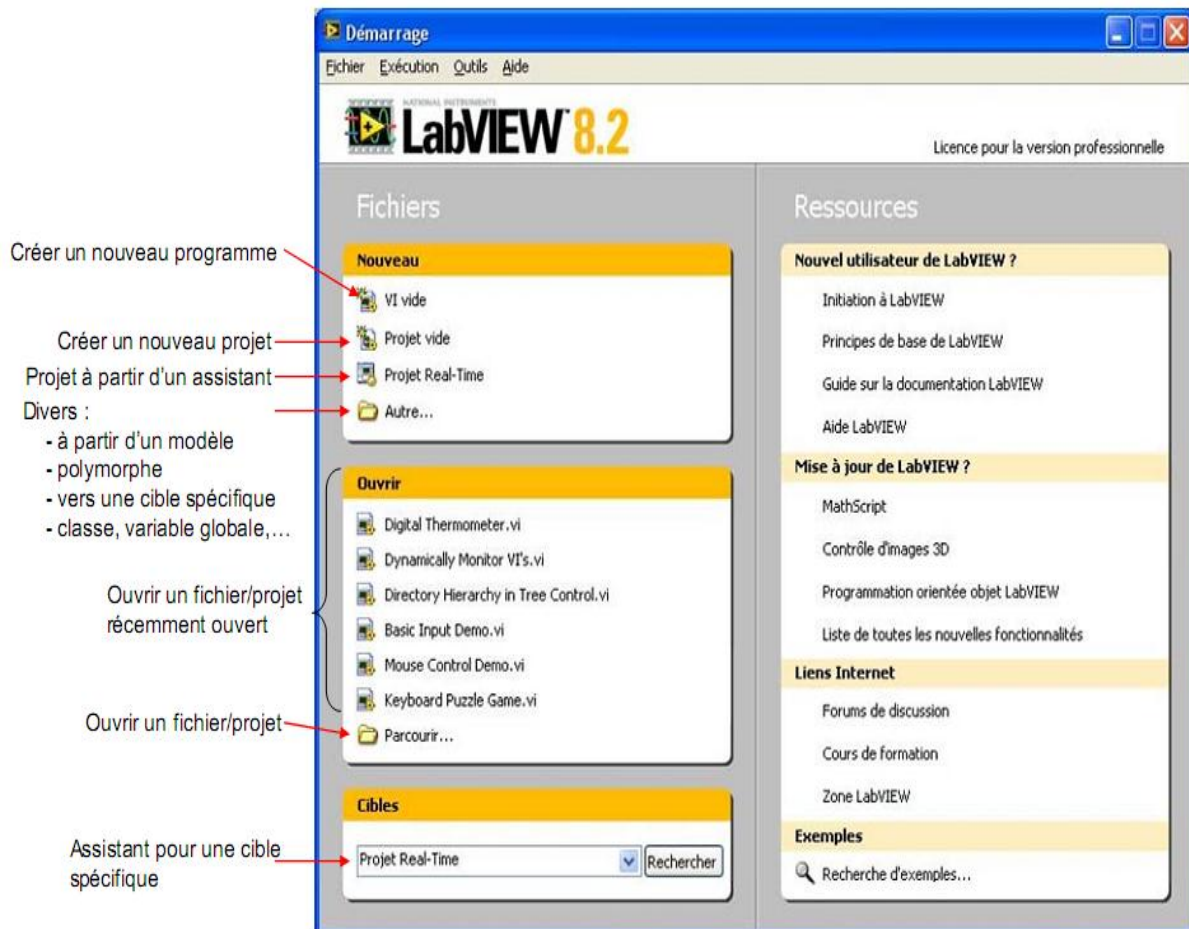 Démarrage
Fichier Exécution Outils Aide
NATIONAL INSTRUMENTS
LabVIEW™ 8.2
Licence pour la version professionnelle
Fichiers
Nouveau
VI vide
Projet vide
Projet Real-Time
Autre...
Ouvrir
Digital Thermometer.vi
Dynamically Monitor VI's.vi
Directory Hierarchy in Tree Control.vi
Basic Input Demo.vi
Mouse Control Demo.vi
Keyboard Puzzle Game.vi
Parcourir...
Cibles
Projet Real-Time
Rechercher
Ressources
Nouvel utilisateur de LabVIEW ?
Initiation à LabVIEW
Principes de base de LabVIEW
Guide sur la documentation LabVIEW
Aide LabVIEW
Mise à jour de LabVIEW ?
MathScript
Contrôle d'images 3D
Programmation orientée objet LabVIEW
Liste de toutes les nouvelles fonctionnalités
Liens Internet
Forums de discussion
Cours de formation
Zone LabVIEW
Exemples
Recherche d'exemples...
Créer un nouveau programme
Créer un nouveau projet
Projet à partir d'un assistant
Divers :
- à partir d'un modèle
- polymorphe
- vers une cible spécifique
- classe, variable globale,...
Ouvrir un fichier/projet
récemment ouvert
Ouvrir un fichier/projet
Assistant pour une cible
spécifique